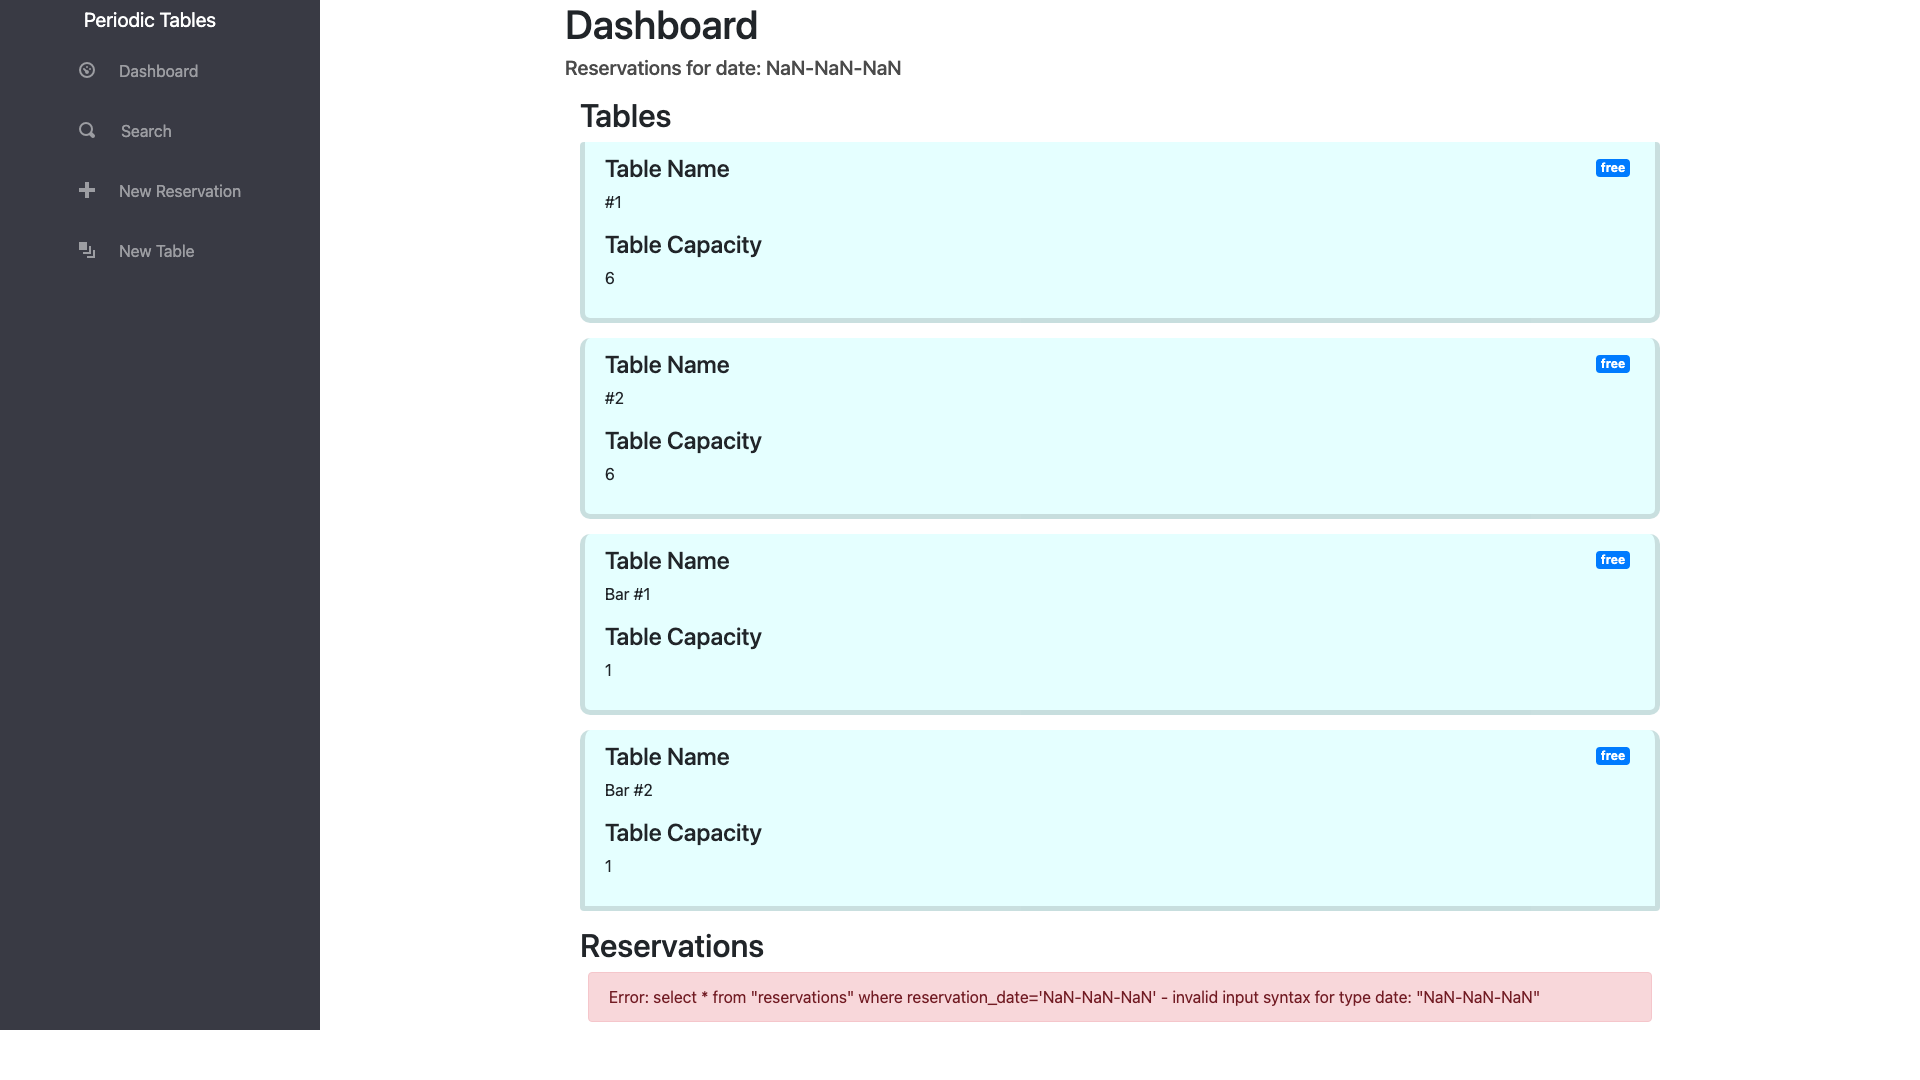 Periodic Tables
Dashboard
Search
New Reservation
New Table
Dashboard
Reservations for date: NaN-NaN-NaN
Tables
Table Name
free
#1
Table Capacity
6
Table Name
free
#2
Table Capacity
6
Table Name
free
Bar #1
Table Capacity
1
Table Name
free
Bar #2
Table Capacity
1
Reservations
Error: select * from "reservations" where reservation_date='NaN-NaN-NaN' - invalid input syntax for type date: "NaN-NaN-NaN"